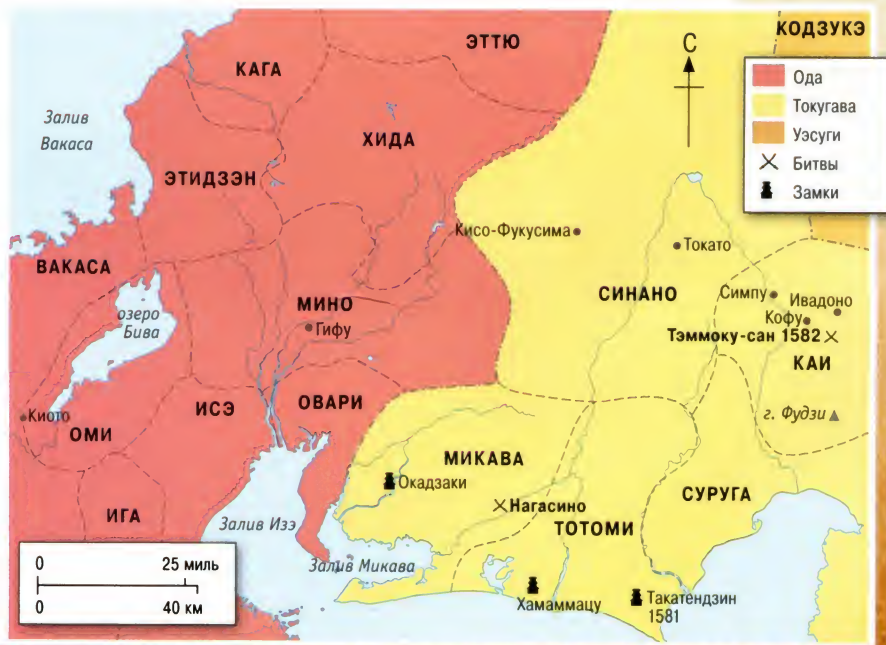 КОДЗУКЭ
ЭТТЮ
С
КАГА
Ода
Токугава
Уэсуги
Битвы
Замки
Залив
Вакаса
ХИДА
ЭТИДЗЭН
Кисо-Фукусима
Токато
ВАКАСА
СИНАНО
Симпу
Ивадоно
МИНО
озеро
Бива
Гифу
Кофу
Тэммоку-сан 1582
КАИ
ИСЭ
ОВАРИ
Киото
ОМИ
г. Фудзи
МИКАВА
Окадзаки
СУРУГА
Нагасино
ИГА
Залив Изэ
ТОТОМИ
0
25 миль
0
40 км
Залив Микава
Хамаммацу
Такатендзин
1581